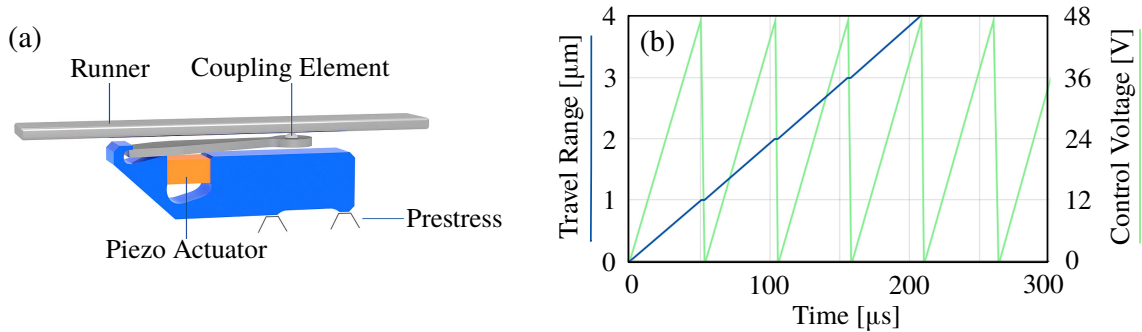 (a)
Runner
Coupling Element
Piezo Actuator
Prestress
(b)
Travel Range [μm]
4
3
2
1
0
Control Voltage [V]
48
36
24
12
0
0
100
200
300
Time [μs]